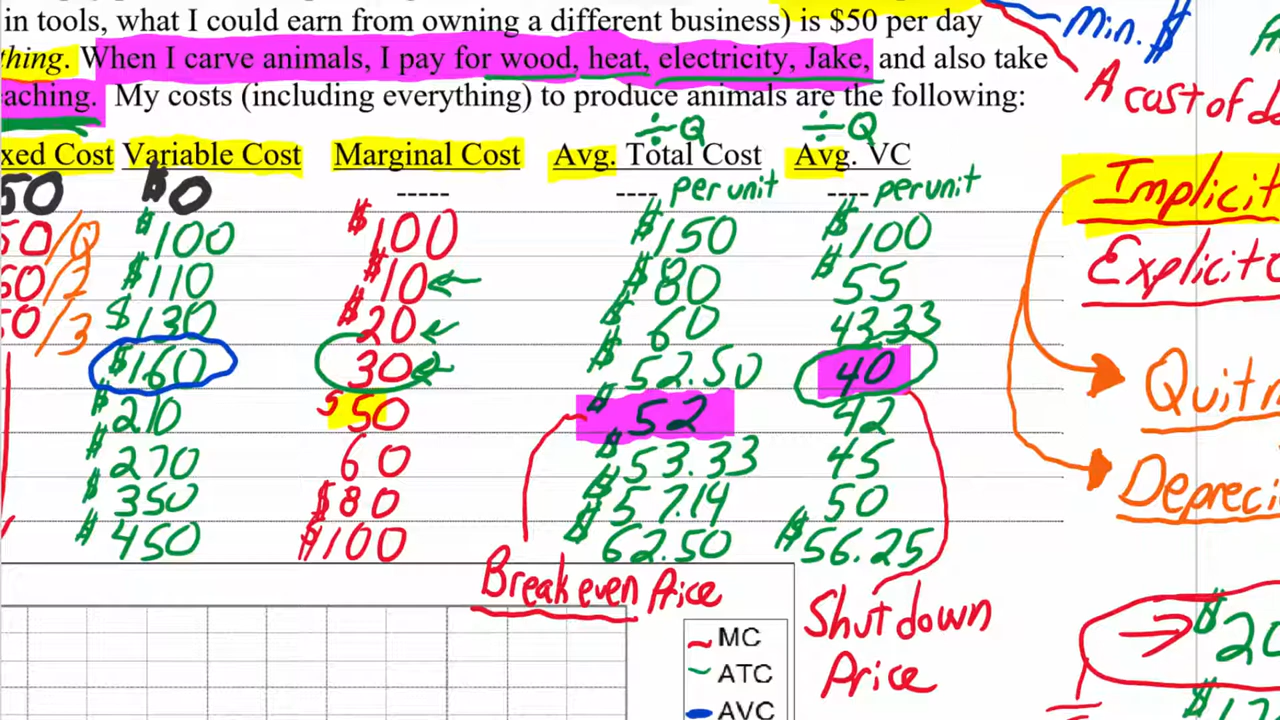 in tools, what I could earn from owning a different business) is $50 per day
thing. When I carve animals, I pay for wood, heat, electricity, Jake, and also take
aching. My costs (including everything) to produce animals are the following:
Min. $
A cost of d
÷Q ÷Q
xed Cost Variable Cost Marginal Cost Avg. Total Cost Avg. VC
50 $0 ----- ---- per unit ---- per unit
50/Q $100 $100 $150 $100
50/2 $110 $10 $80 $55
50/3 $130 $20 $60 43.33
$160 30 $52.50 40
$210 $50 $52 42
$270 60 $53.33 45
$350 $80 $57.14 50
$450 $100 $62.50 $56.25
Break even Price
Shut down
Price
Implicit
Explicit
Quit
Depreci
→ $20
MC
ATC
AVC